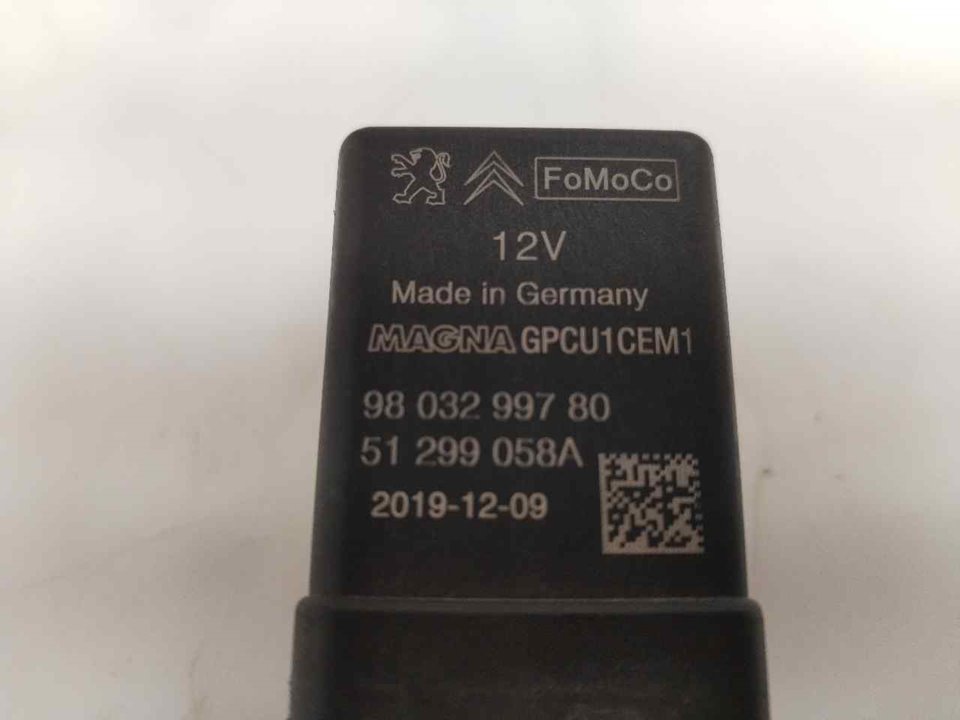 FoMoCo
12V
Made in Germany
MAGNA GPCU1CEM1
98 032 997 80
51 299 058A
2019-12-09